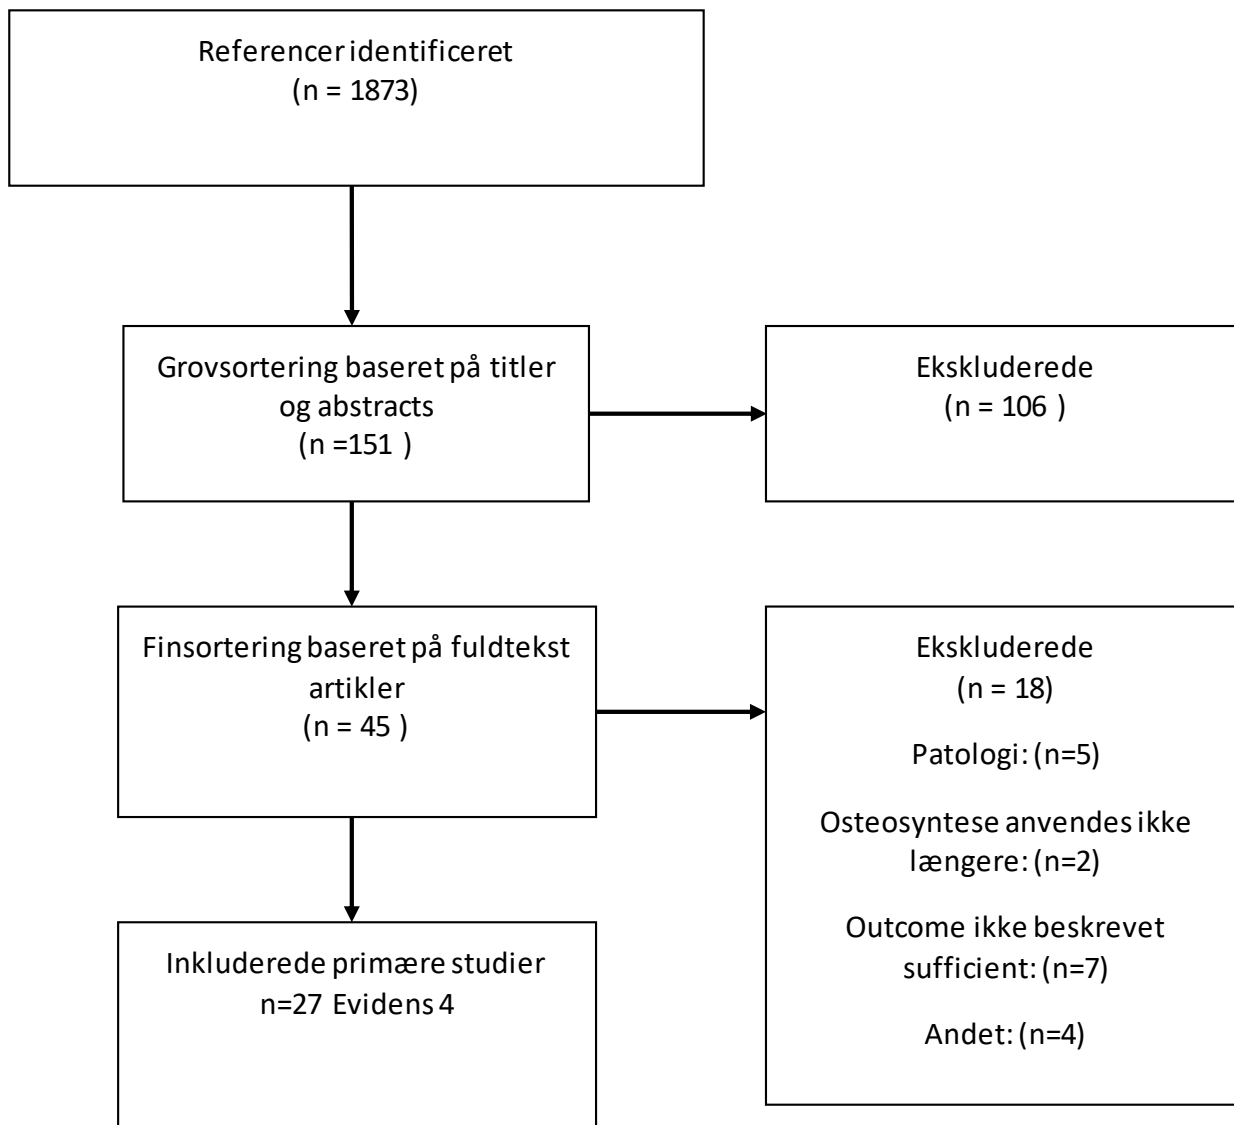 Referencer identificeret
(n = 1873)
Grovsortering baseret på titler
og abstracts
(n =151 )
Ekskluderede
(n = 106 )
Finsortering baseret på fuldtekst
artikler
(n = 45 )
Ekskluderede
(n = 18)
Patologi: (n=5)
Osteosyntese anvendes ikke
længere: (n=2)
Outcome ikke beskrevet
sufficient: (n=7)
Andet: (n=4)
Inkluderede primære studier
n=27 Evidens 4